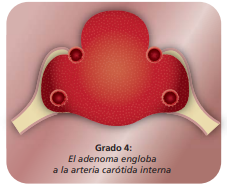 Grado 4:
El adenoma engloba
a la arteria carótida interna